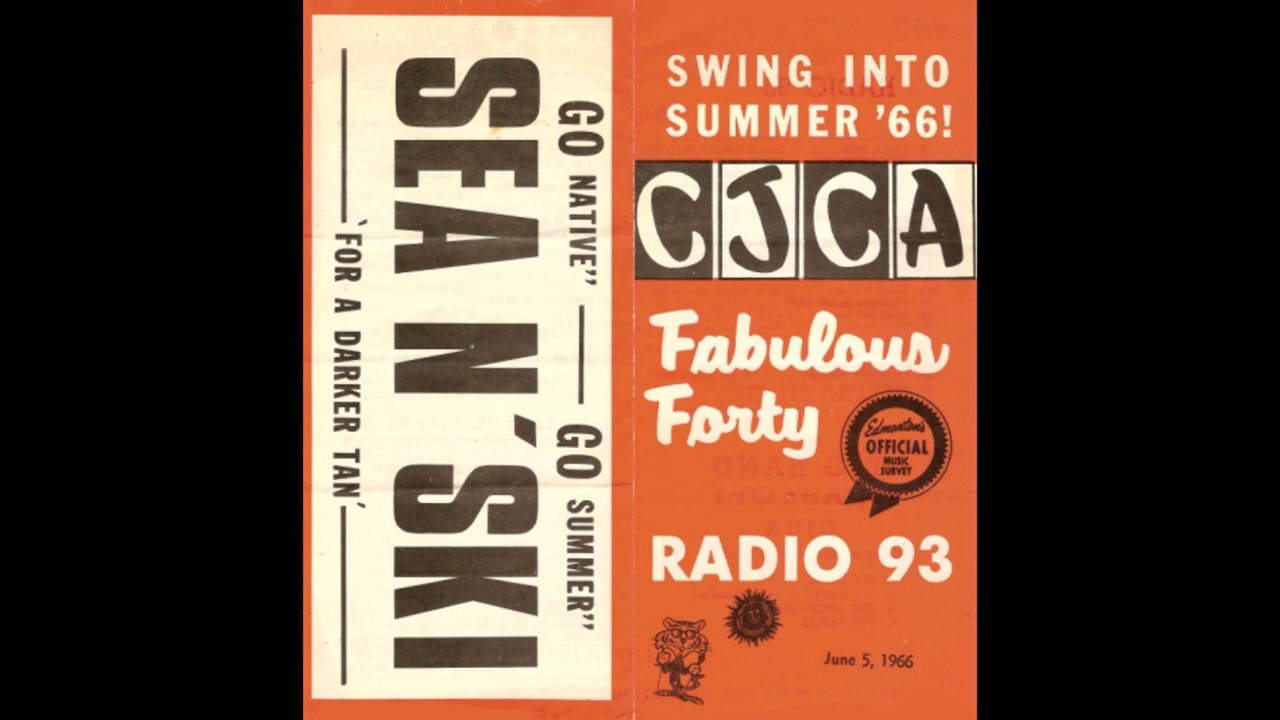 GO NATIVE” — GO SUMMER”
SEA N´ SKI
‘FOR A DARKER TAN’
SWING INTO
SUMMER ’66!
CJCA
Fabulous
Forty
Edmonton's
OFFICIAL
MUSIC
SURVEY
RADIO 93
June 5, 1966